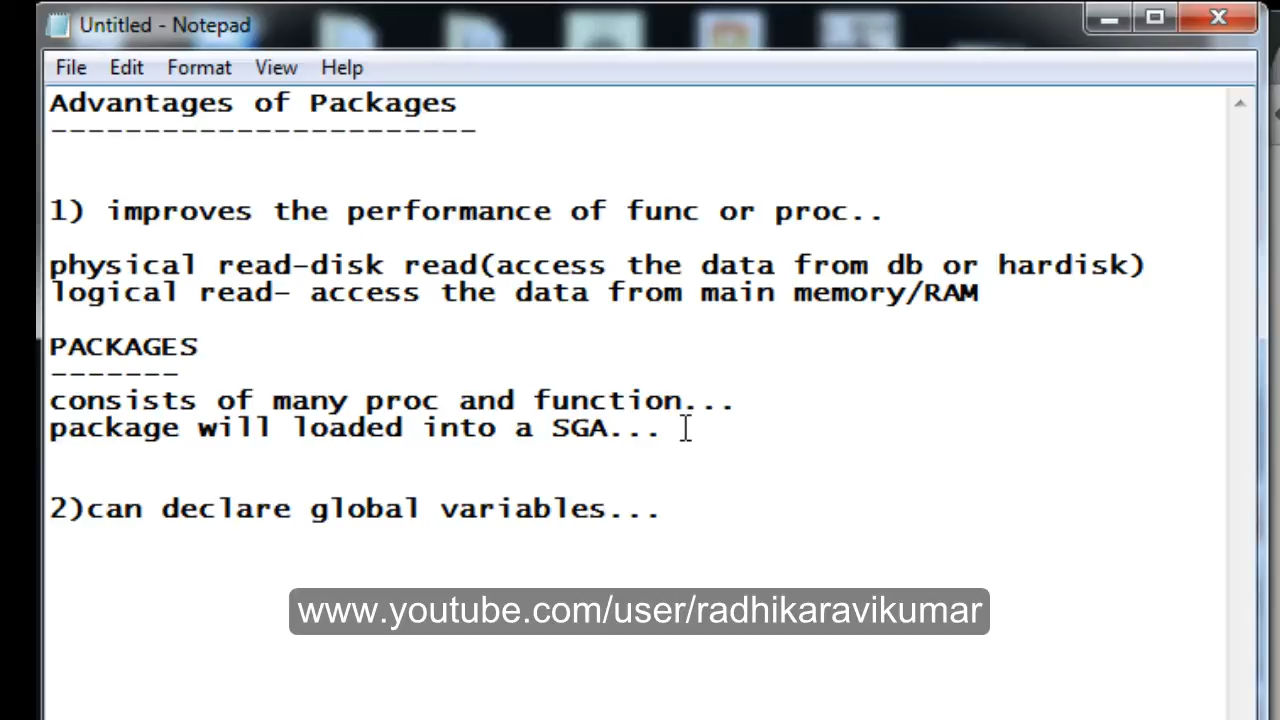 Untitled - Notepad
File Edit Format View Help
Advantages of Packages
-----------------------
1) improves the performance of func or proc..
physical read-disk read(access the data from db or hardisk)
logical read- access the data from main memory/RAM
PACKAGES
-------
consists of many proc and function...
package will loaded into a SGA...
2)can declare global variables...
www.youtube.com/user/radhikaravikumar